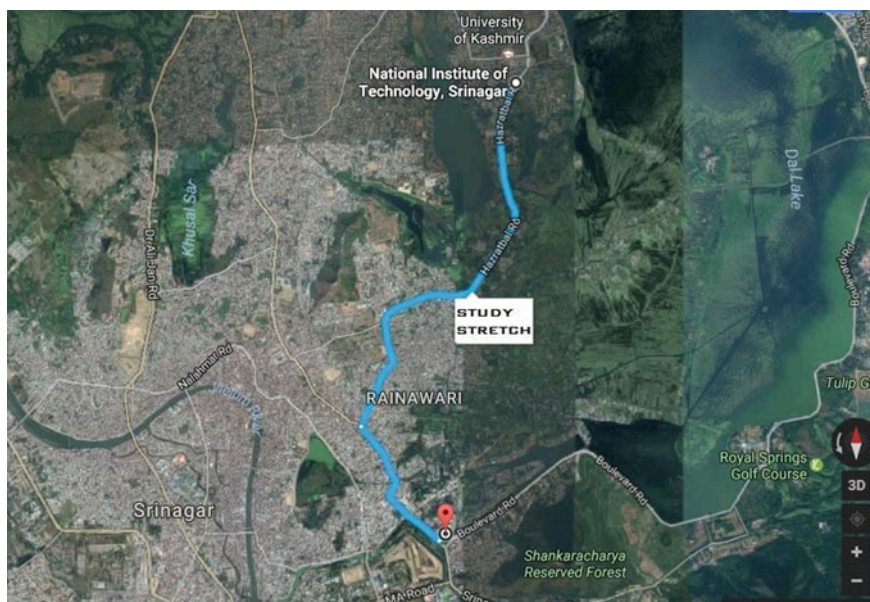 University
of Kashmir
National Institute of
Technology, Srinagar
Hazratbal
Hazratbal Rd
Khusal Sar
Dr Ali Jan Rd
Dal Lake
Boulevard Rd
STUDY
STRETCH
Nalahmar Rd
RAINAWARI
Tulip G
Royal Springs
Golf Course
3D
Boulevard Rd
Boulevard Rd
Srinagar
Shankaracharya
Reserved Forest
MA Road